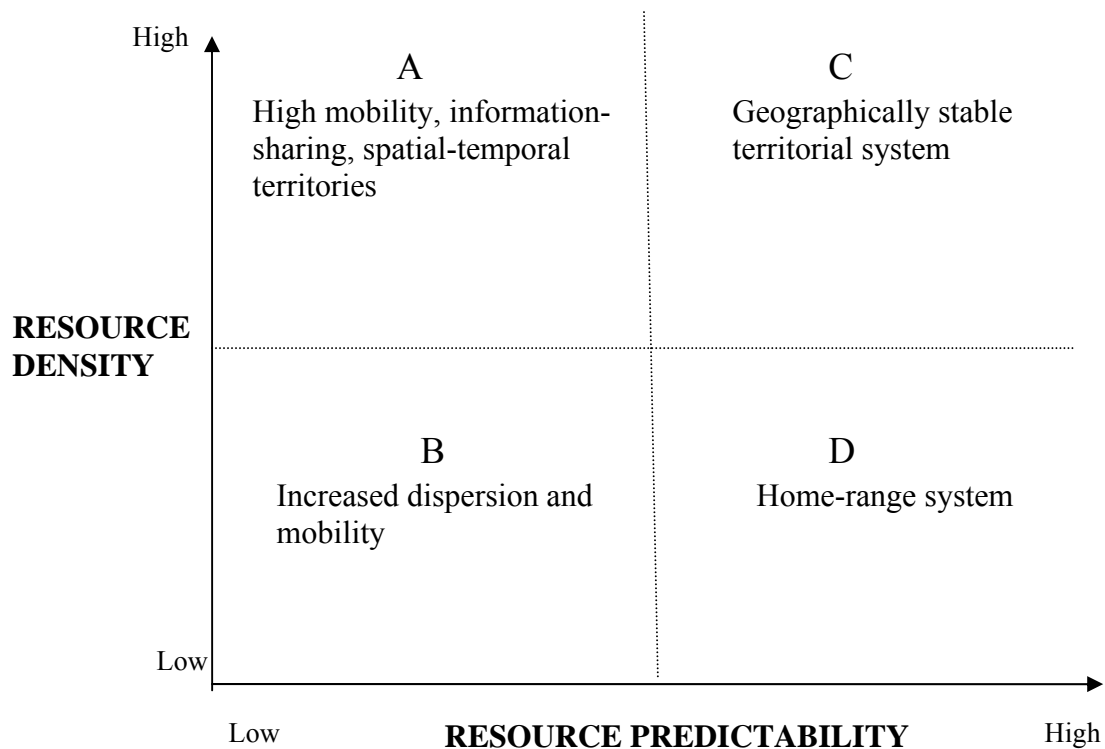 High
A
High mobility, information-
sharing, spatial-temporal
territories
C
Geographically stable
territorial system
RESOURCE
DENSITY
B
Increased dispersion and
mobility
D
Home-range system
Low
Low
RESOURCE PREDICTABILITY
High